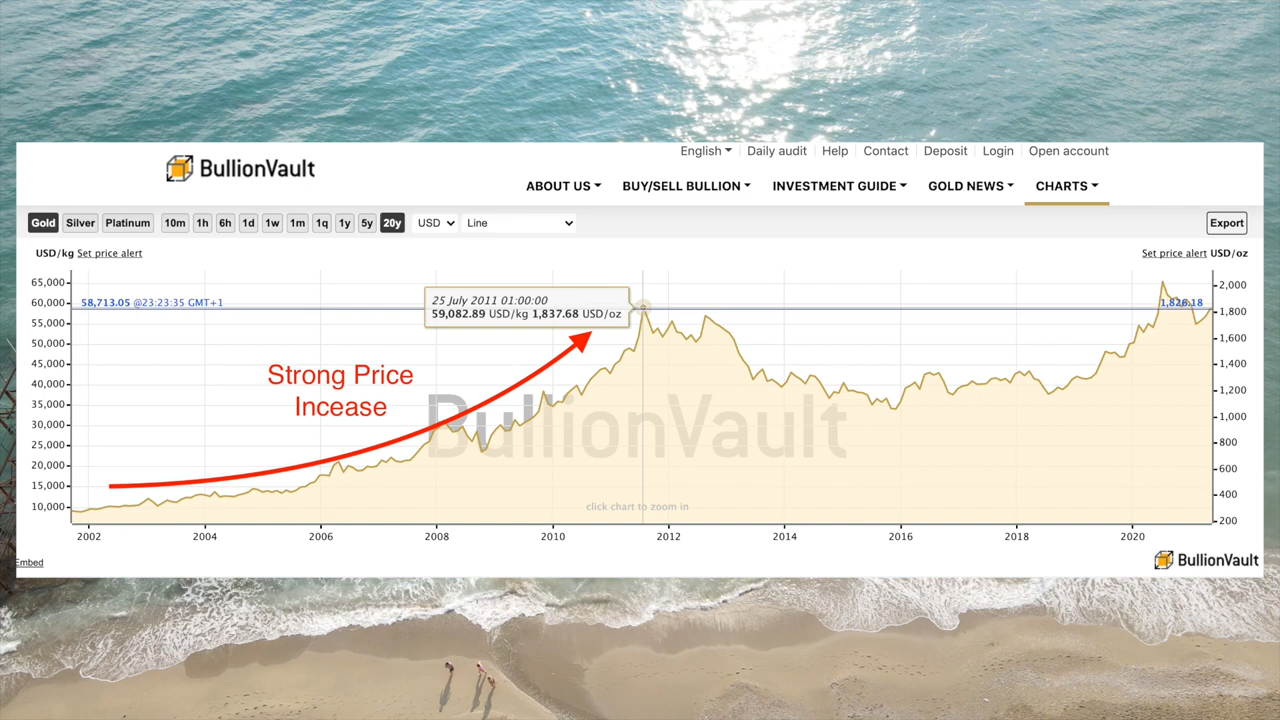 BullionVault
English Daily audit Help Contact Deposit Login Open account
ABOUT US BUY/SELL BULLION INVESTMENT GUIDE GOLD NEWS CHARTS
Gold Silver Platinum 10m 1h 6h 1d 1w 1m 1q 1y 5y 20y USD Line Export
USD/kg Set price alert Set price alert USD/oz
65,000 2,000
60,000 58,713.05 @23:23:35 GMT+1 1,826.18
25 July 2011 01:00:00
59,082.89 USD/kg 1,837.68 USD/oz
55,000 1,800
50,000 1,600
45,000 1,400
40,000 1,200
35,000 1,000
30,000 800
25,000 600
20,000 400
15,000 200
10,000
Strong Price
Incease
BullionVault
click chart to zoom in
2002 2004 2006 2008 2010 2012 2014 2016 2018 2020
Embed
BullionVault